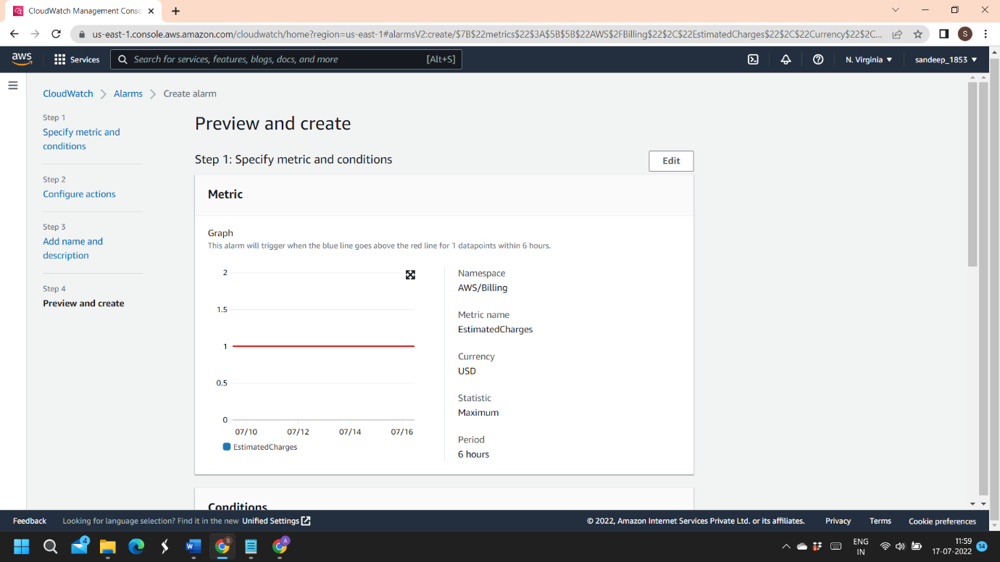 CloudWatch Management Consc
us-east-1.console.aws.amazon.com/cloudwatch/home?region=us-east-1#alarmsV2:create/$7B$22metrics$22$3A$5B$5B$22AWS$2FBilling$22$2C$22EstimatedCharges$22$2C$22Currency$22$2C...
S
aws
Services
Search for services, features, blogs, docs, and more
[Alt+S]
N. Virginia
sandeep_1853
CloudWatch
Alarms
Create alarm
Step 1
Specify metric and
conditions
Step 2
Configure actions
Step 3
Add name and
description
Step 4
Preview and create
Preview and create
Step 1: Specify metric and conditions
Edit
Metric
Graph
This alarm will trigger when the blue line goes above the red line for 1 datapoints within 6 hours.
2
1.5
1
0.5
0
07/10
07/12
07/14
07/16
EstimatedCharges
Namespace
AWS/Billing
Metric name
EstimatedCharges
Currency
USD
Statistic
Maximum
Period
6 hours
Conditions
Feedback
Looking for language selection? Find it in the new Unified Settings
© 2022, Amazon Internet Services Private Ltd. or its affiliates.
Privacy
Terms
Cookie preferences
4
W
S
A
ENG
IN
11:59
17-07-2022
14